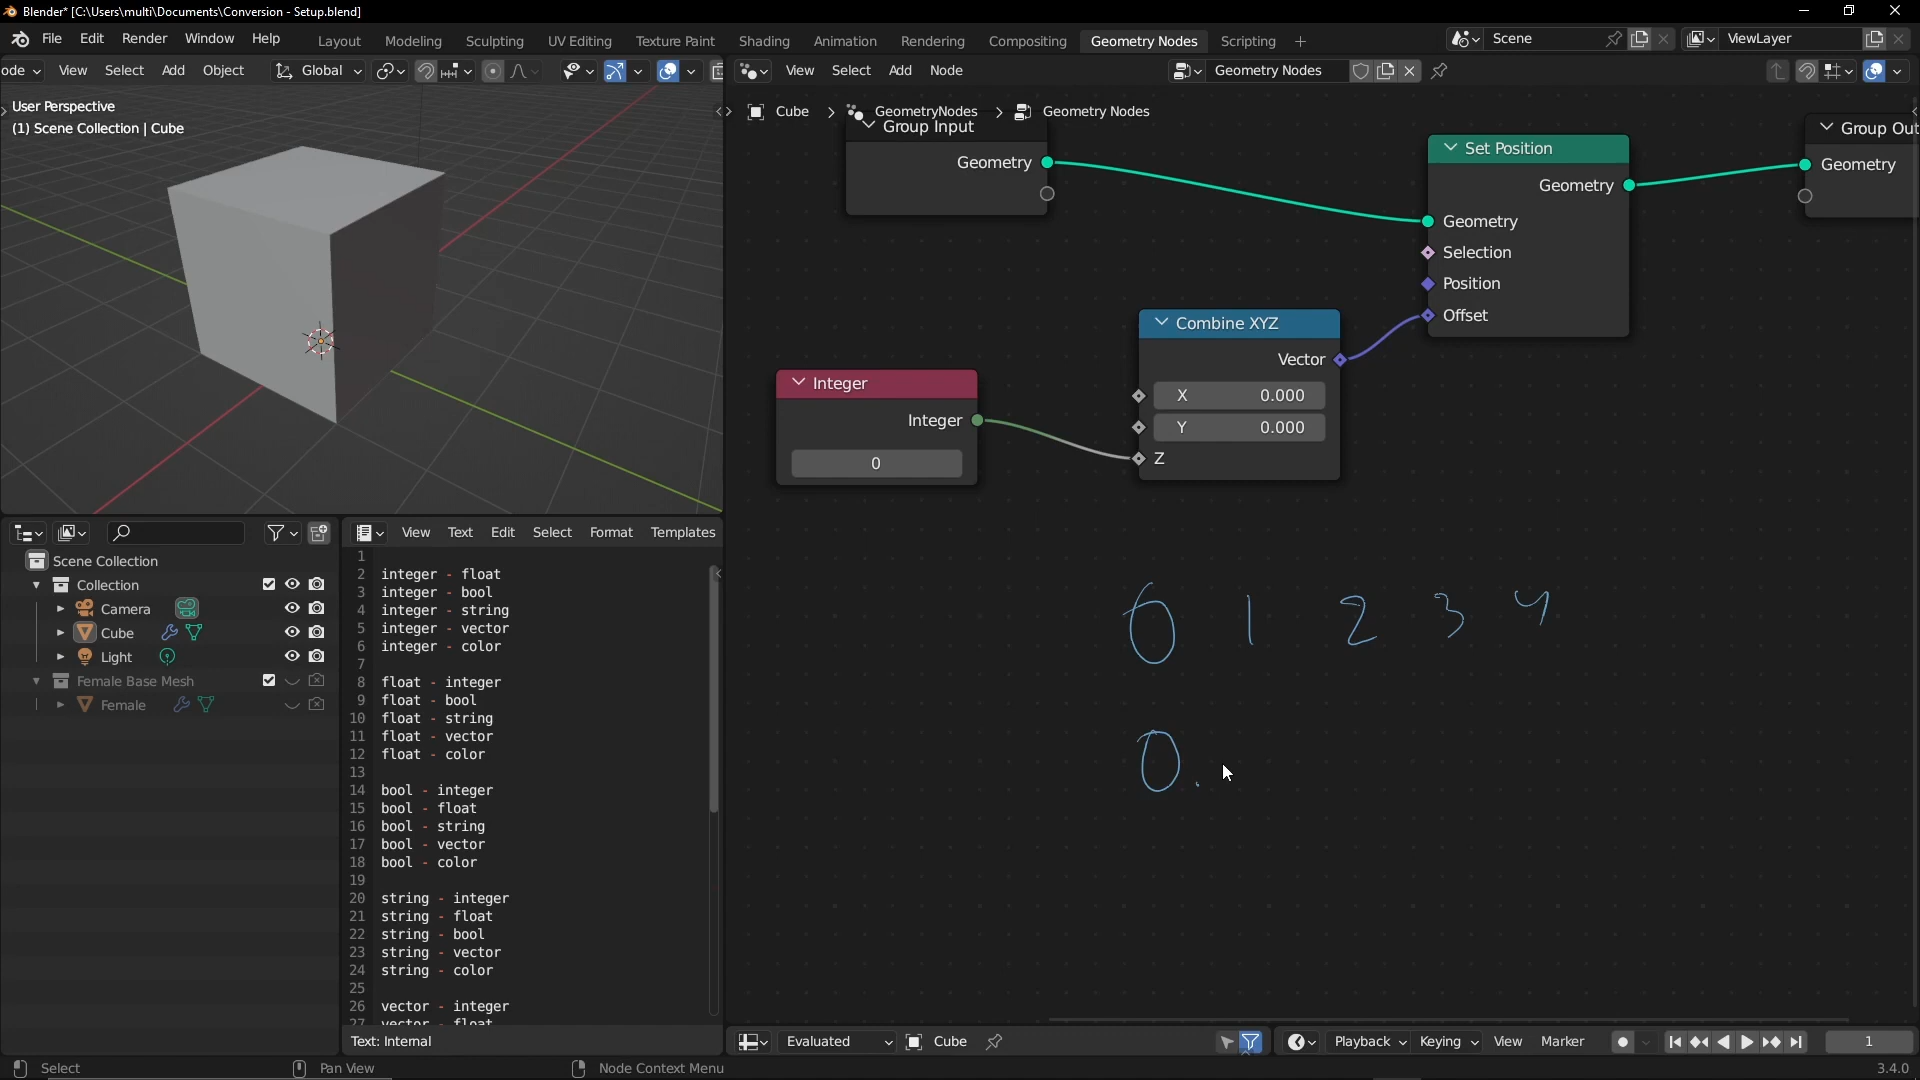 Blender* [C:\Users\multi\Documents\Conversion - Setup.blend]
File Edit Render Window Help Layout Modeling Sculpting UV Editing Texture Paint Shading Animation Rendering Compositing Geometry Nodes Scripting + Scene ViewLayer
ode View Select Add Object Global View Select Add Node Geometry Nodes
User Perspective
(1) Scene Collection | Cube
Cube > GeometryNodes > Geometry Nodes
Group Input
Geometry
Set Position
Geometry
Geometry
Selection
Position
Offset
Group Out
Geometry
Combine XYZ
Vector
X 0.000
Y 0.000
Z
Integer
Integer
0
0 1 2 3 4
0.
Scene Collection
Collection
Camera
Cube
Light
Female Base Mesh
Female
View Text Edit Select Format Templates
1
2 integer - float
3 integer - bool
4 integer - string
5 integer - vector
6 integer - color
7
8 float - integer
9 float - bool
10 float - string
11 float - vector
12 float - color
13
14 bool - integer
15 bool - float
16 bool - string
17 bool - vector
18 bool - color
19
20 string - integer
21 string - float
22 string - bool
23 string - vector
24 string - color
25
26 vector - integer
27 vector - float
Text: Internal
Evaluated Cube Playback Keying View Marker 1
Select Pan View Node Context Menu 3.4.0